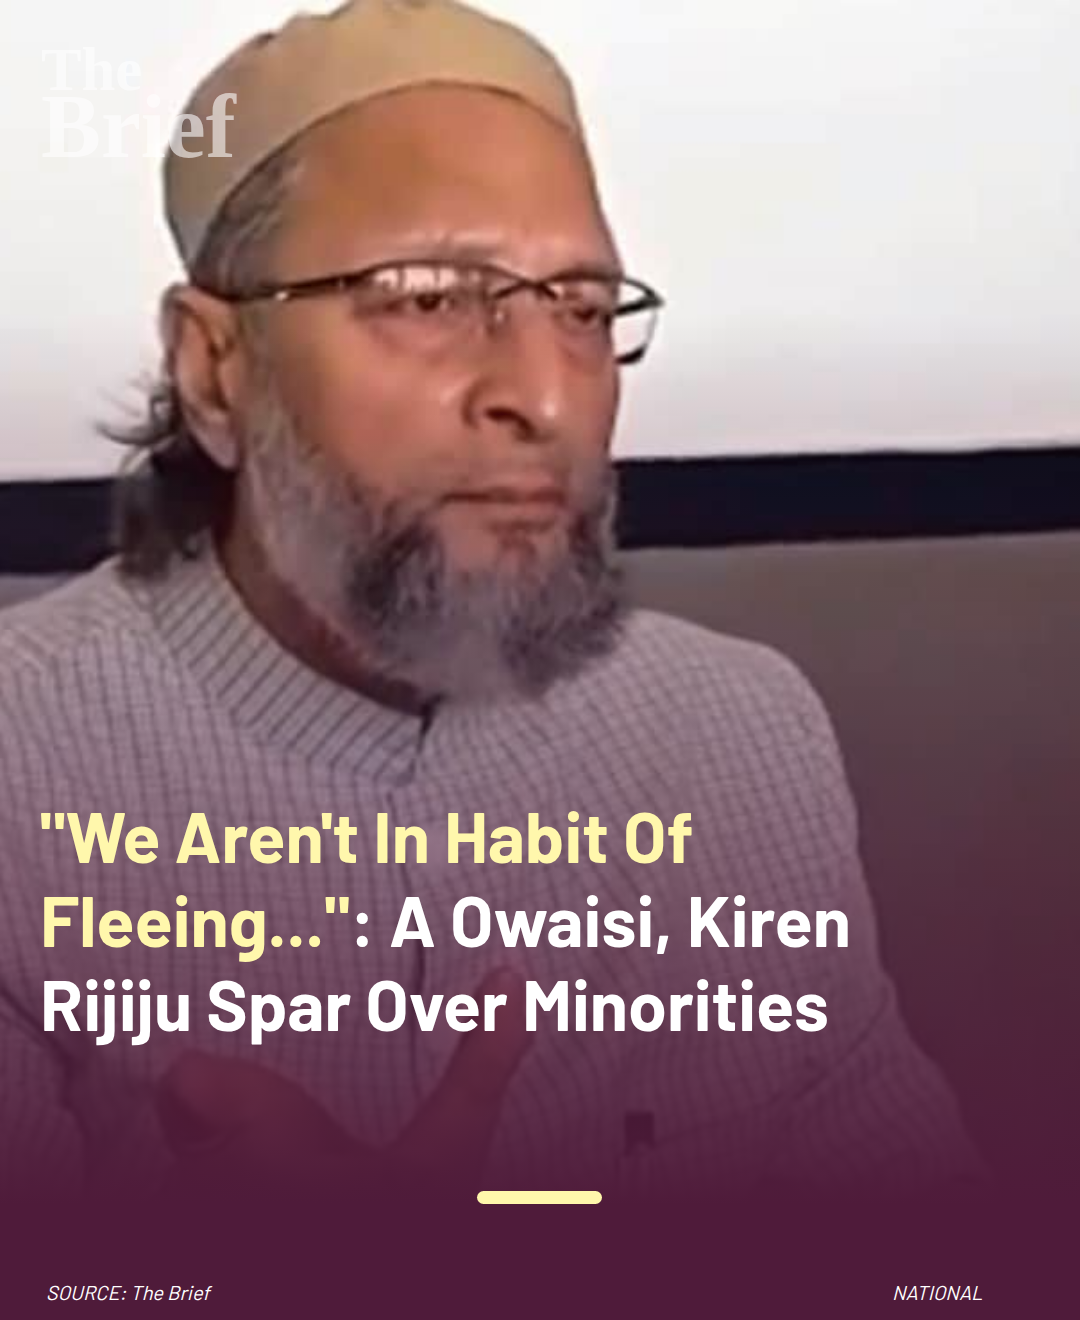 The
Brief
"We Aren't In Habit Of
Fleeing...": A Owaisi, Kiren
Rijiju Spar Over Minorities
SOURCE: The Brief
NATIONAL